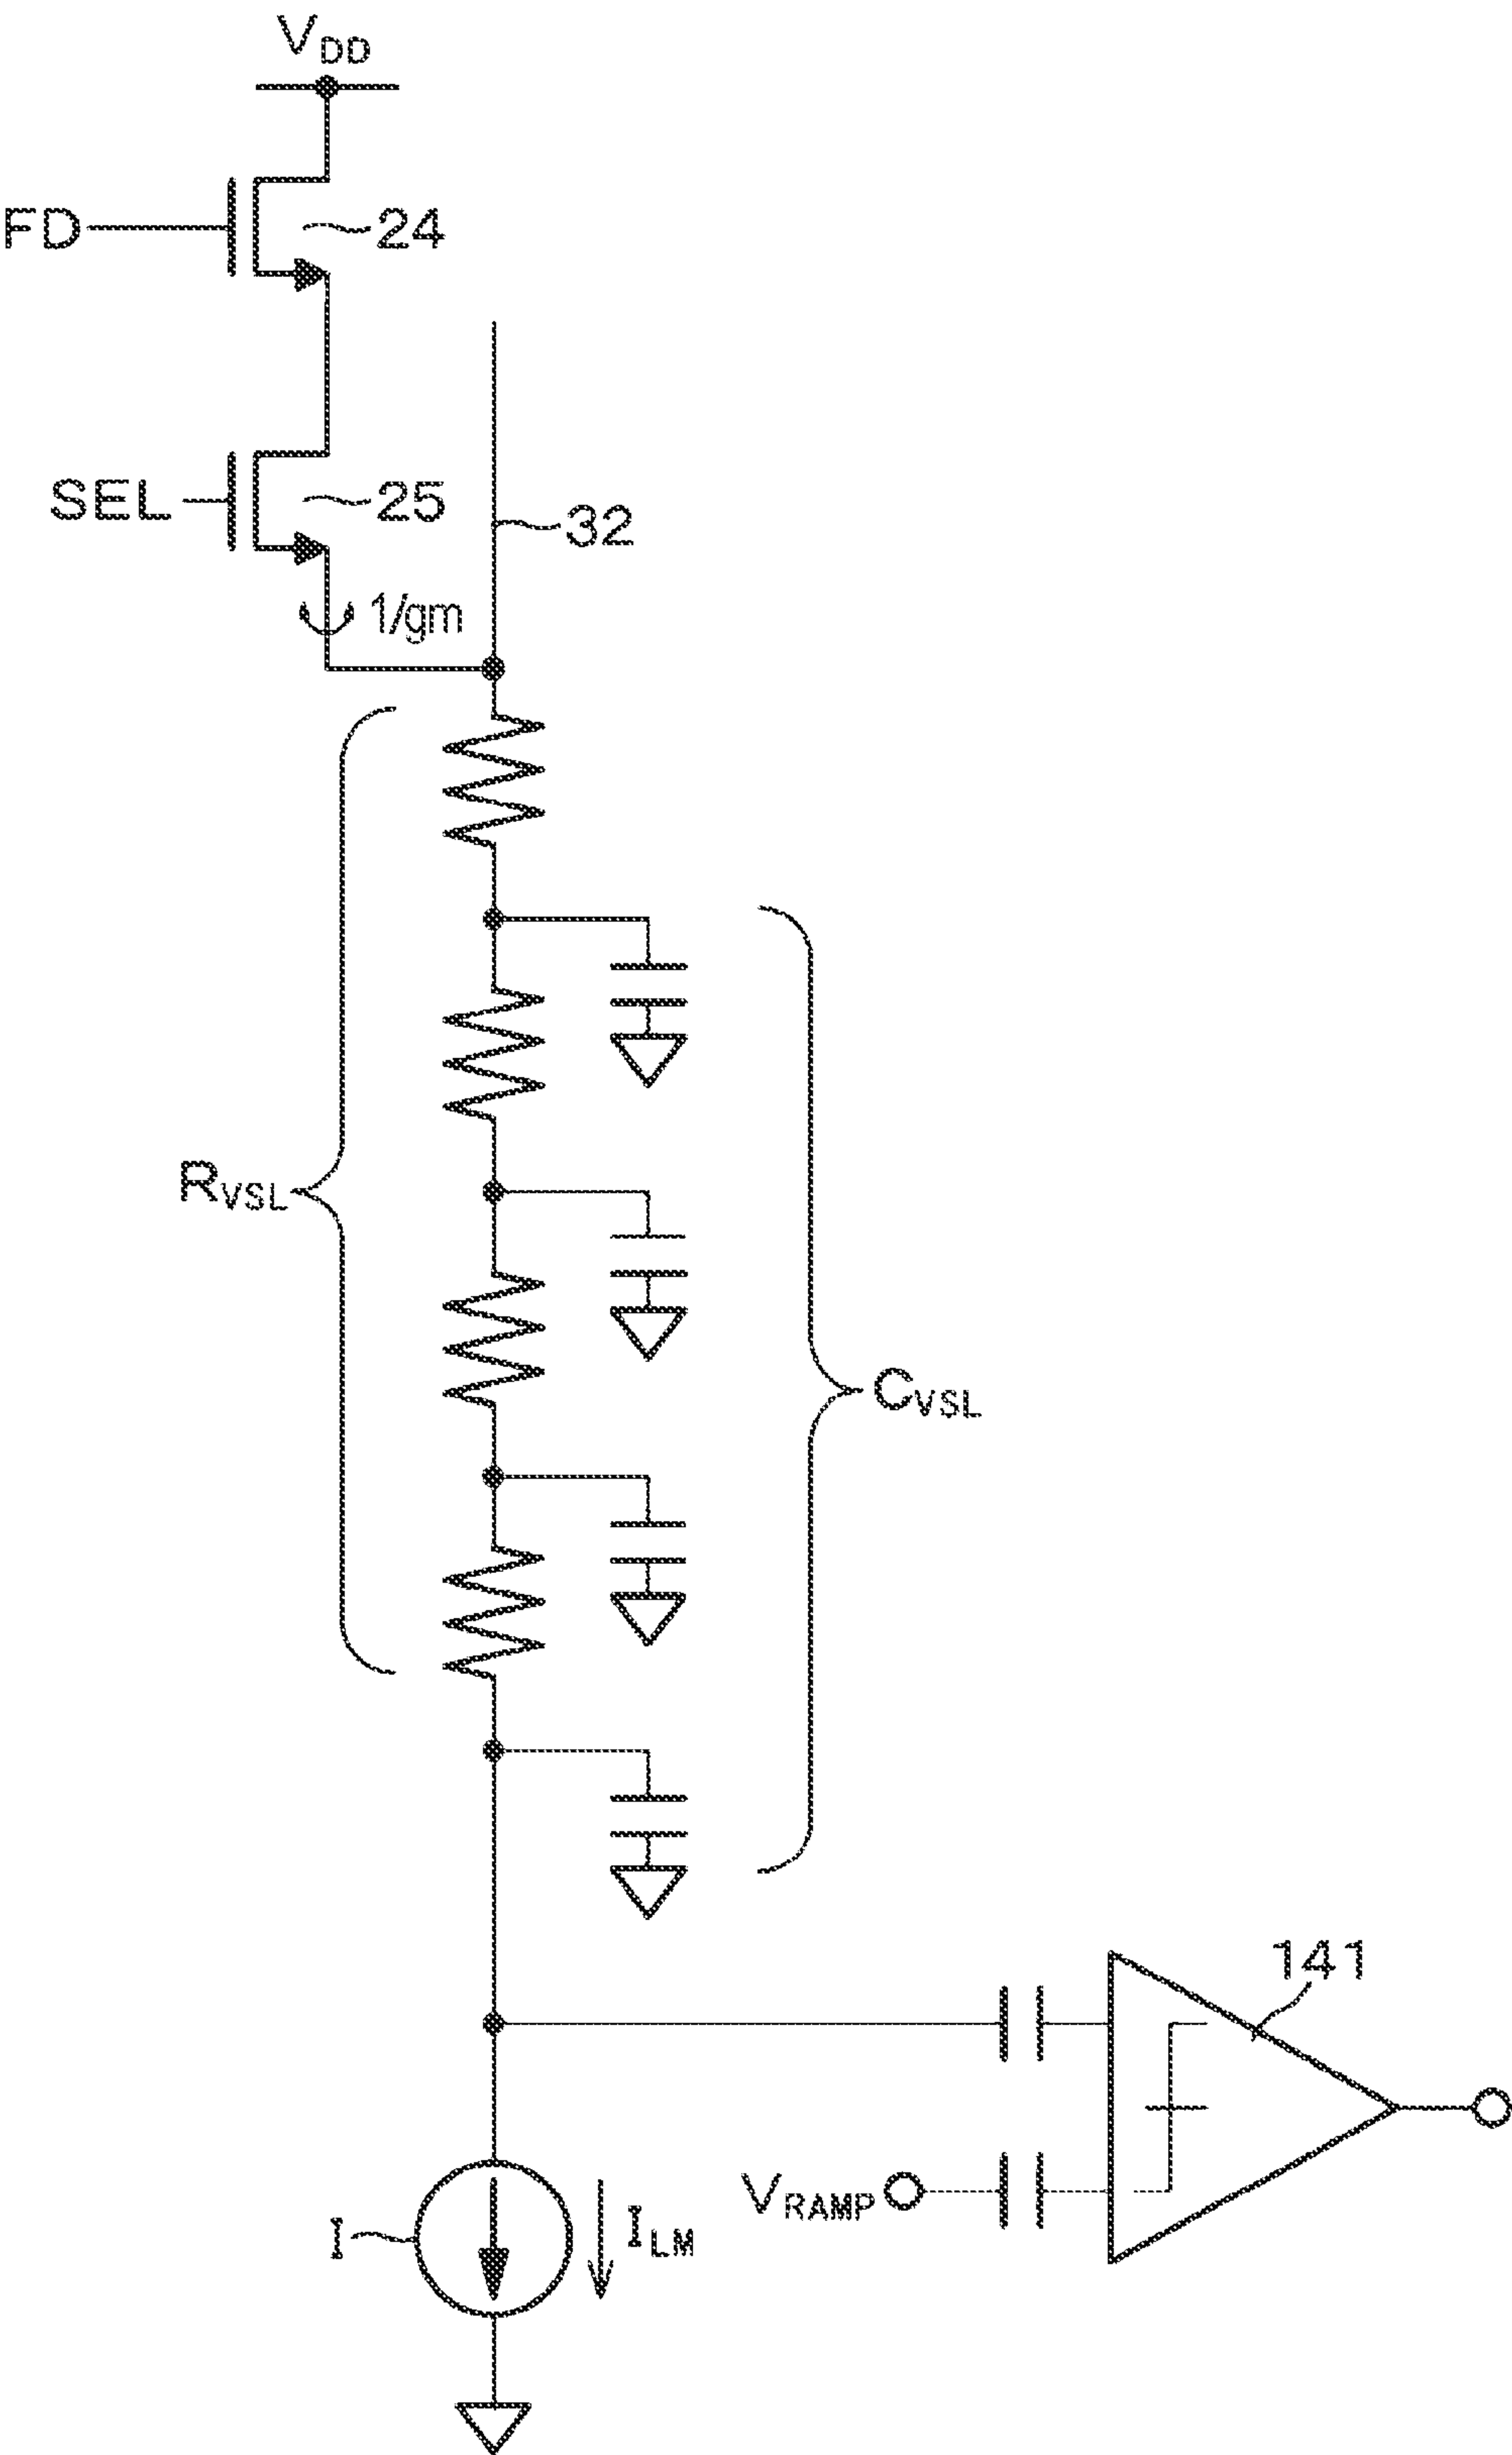 VDD
FD
24
SEL
25
32
1/gm
RVSL
CVSL
141
VRAMP
I
ILM